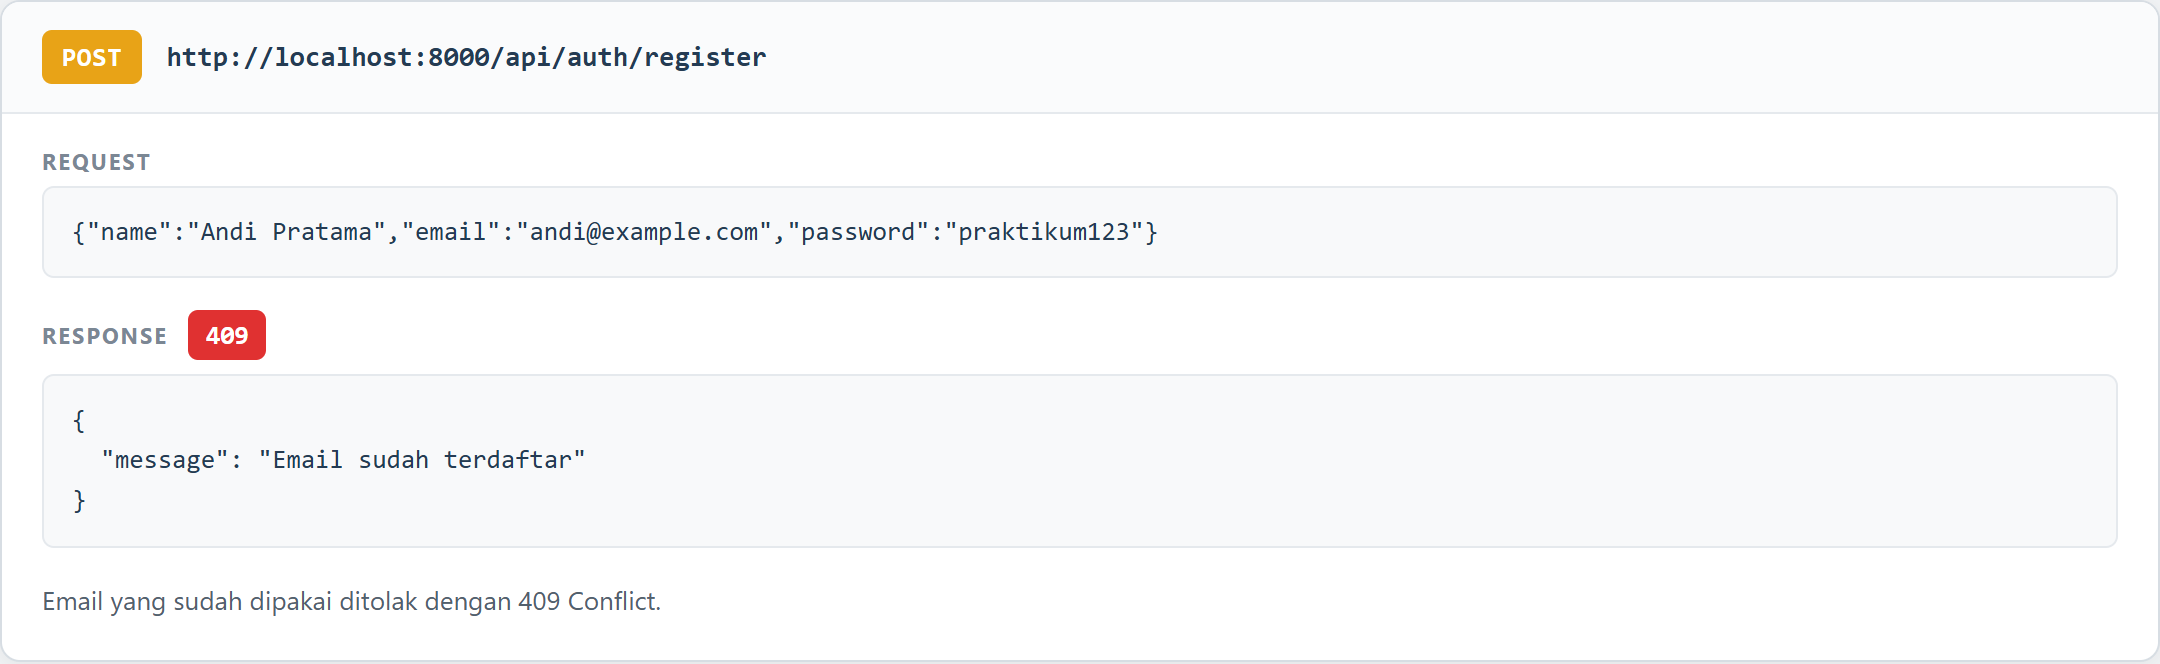 POST http://localhost:8000/api/auth/register
REQUEST
{"name":"Andi Pratama","email":"andi@example.com","password":"praktikum123"}
RESPONSE 409
{
  "message": "Email sudah terdaftar"
}
Email yang sudah dipakai ditolak dengan 409 Conflict.